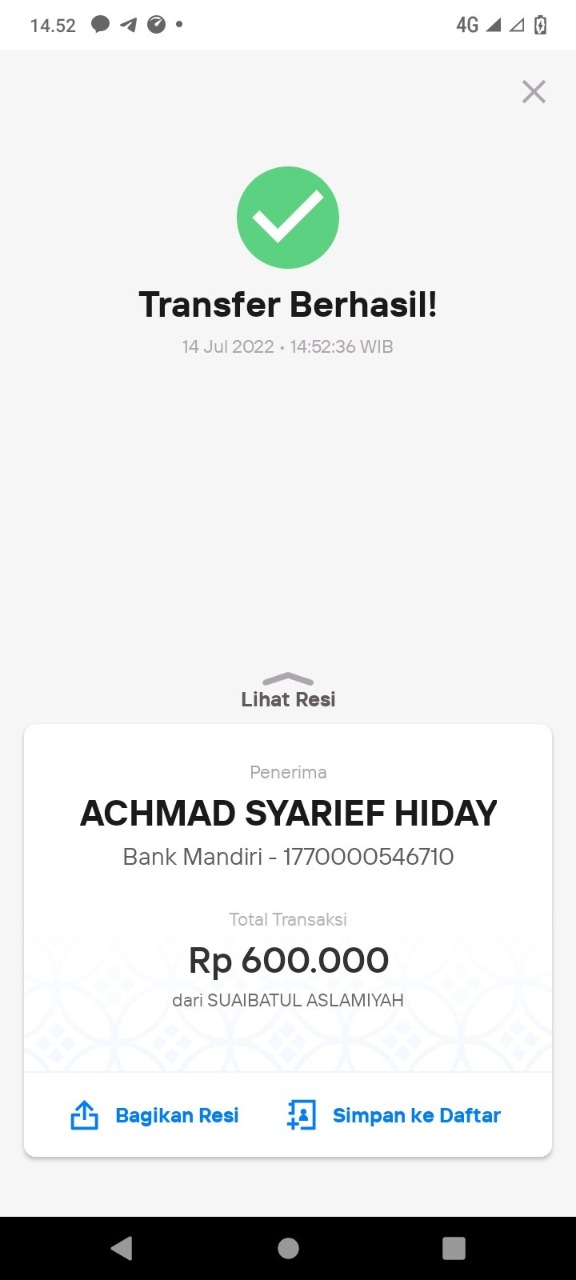 14.52
4G
Transfer Berhasil!
14 Jul 2022 • 14:52:36 WIB
Lihat Resi
Penerima
ACHMAD SYARIEF HIDAY
Bank Mandiri - 1770000546710
Total Transaksi
Rp 600.000
dari SUAIBATUL ASLAMIYAH
Bagikan Resi
Simpan ke Daftar